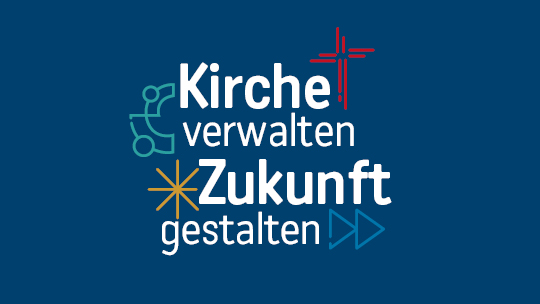 Kirche
verwalten
Zukunft
gestalten